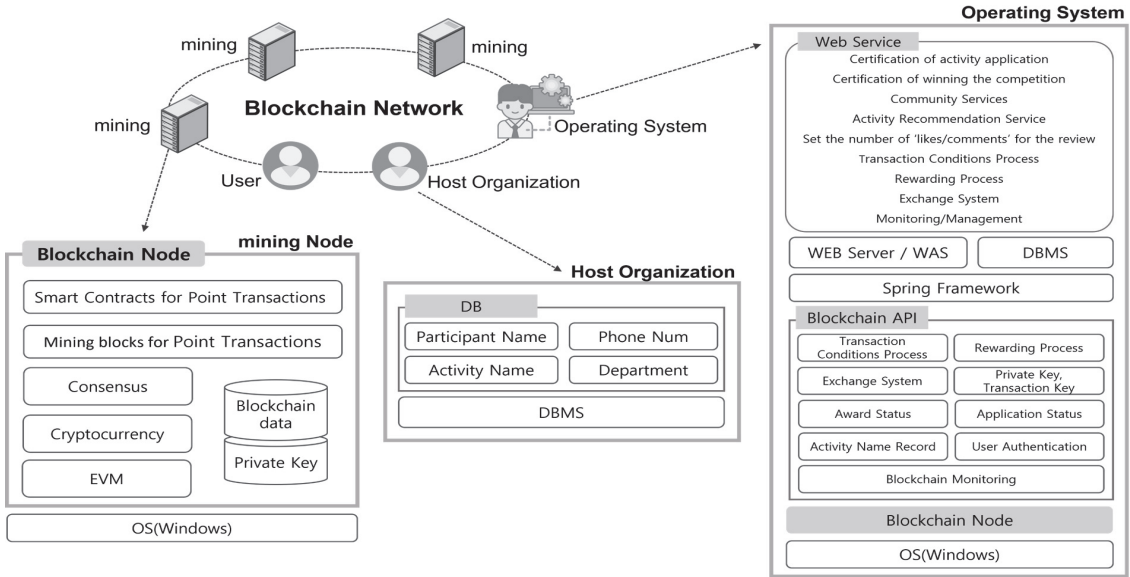 mining
mining
mining
Blockchain Network
Operating System
User
Host Organization
mining Node
Blockchain Node
Smart Contracts for Point Transactions
Mining blocks for Point Transactions
Consensus
Cryptocurrency
EVM
Blockchain
data
Private Key
OS(Windows)
Host Organization
DB
Participant Name
Phone Num
Activity Name
Department
DBMS
Operating System
Web Service
Certification of activity application
Certification of winning the competition
Community Services
Activity Recommendation Service
Set the number of ‘likes/comments’ for the review
Transaction Conditions Process
Rewarding Process
Exchange System
Monitoring/Management
WEB Server / WAS
DBMS
Spring Framework
Blockchain API
Transaction
Conditions Process
Rewarding Process
Exchange System
Private Key,
Transaction Key
Award Status
Application Status
Activity Name Record
User Authentication
Blockchain Monitoring
Blockchain Node
OS(Windows)